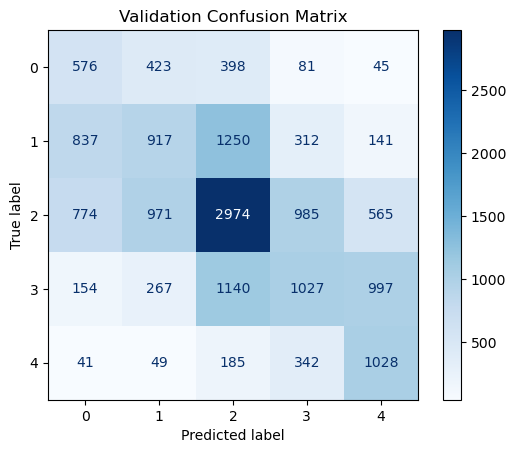 Validation Confusion Matrix
0 576 423 398 81 45
1 837 917 1250 312 141
2 774 971 2974 985 565
3 154 267 1140 1027 997
4 41 49 185 342 1028
0 1 2 3 4
Predicted label
True label
2500
2000
1500
1000
500